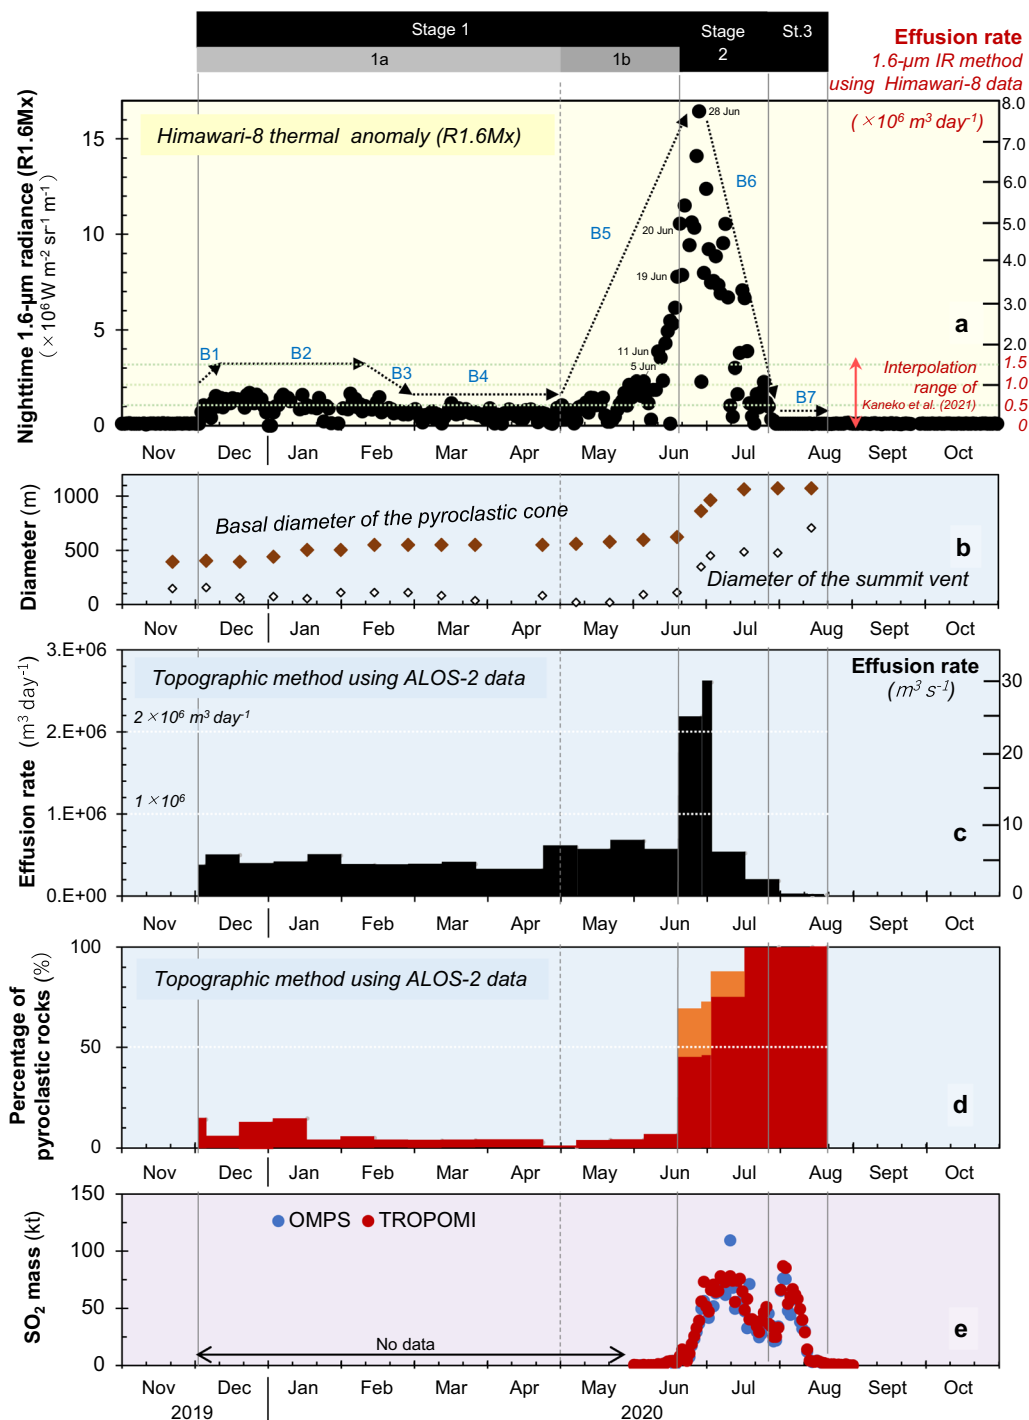 Stage 1
Stage
2
St.3
1a
1b
Effusion rate
1.6-μm IR method
using Himawari-8 data
(×10⁶ m³ day⁻¹)
Himawari-8 thermal anomaly (R1.6Mx)
Nighttime 1.6-μm radiance (R1.6Mx)
(×10⁶ W m⁻² sr⁻¹ m⁻¹)
15
10
5
0
8.0
7.0
6.0
5.0
4.0
3.0
2.0
1.5
1.0
0.5
0
28 Jun
20 Jun
19 Jun
11 Jun
5 Jun
B1
B2
B3
B4
B5
B6
B7
a
Interpolation
range of
Kaneko et al. (2021)
Nov Dec Jan Feb Mar Apr May Jun Jul Aug Sept Oct
Diameter (m)
1000
500
0
Basal diameter of the pyroclastic cone
Diameter of the summit vent
b
Nov Dec Jan Feb Mar Apr May Jun Jul Aug Sept Oct
Effusion rate (m³ day⁻¹)
3.E+06
2.E+06
1.E+06
0.E+00
Topographic method using ALOS-2 data
2×10⁶ m³ day⁻¹
1×10⁶
Effusion rate
(m³ s⁻¹)
30
20
10
0
c
Nov Dec Jan Feb Mar Apr May Jun Jul Aug Sept Oct
Percentage of
pyroclastic rocks (%)
100
50
0
Topographic method using ALOS-2 data
d
Nov Dec Jan Feb Mar Apr May Jun Jul Aug Sept Oct
SO₂ mass (kt)
150
100
50
0
OMPS TROPOMI
No data
e
Nov Dec Jan Feb Mar Apr May Jun Jul Aug Sept Oct
2019 2020